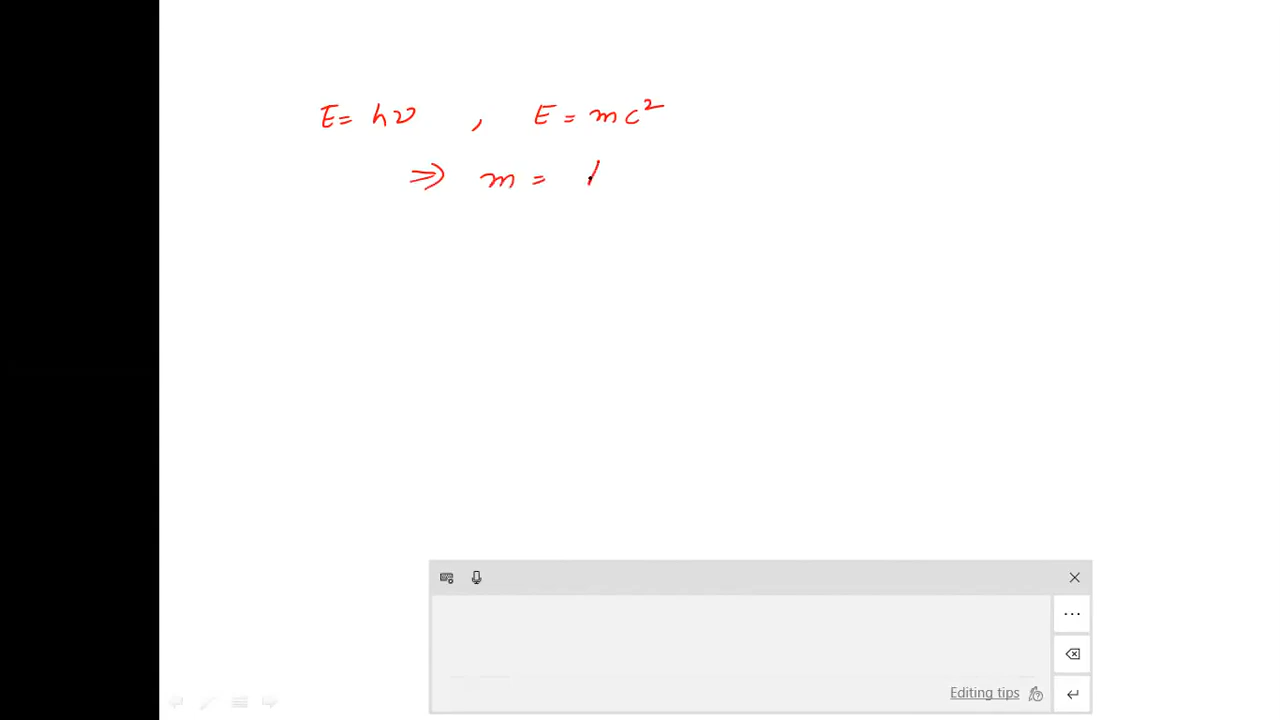 E = hν , E = mc²
⇒ m =
Editing tips